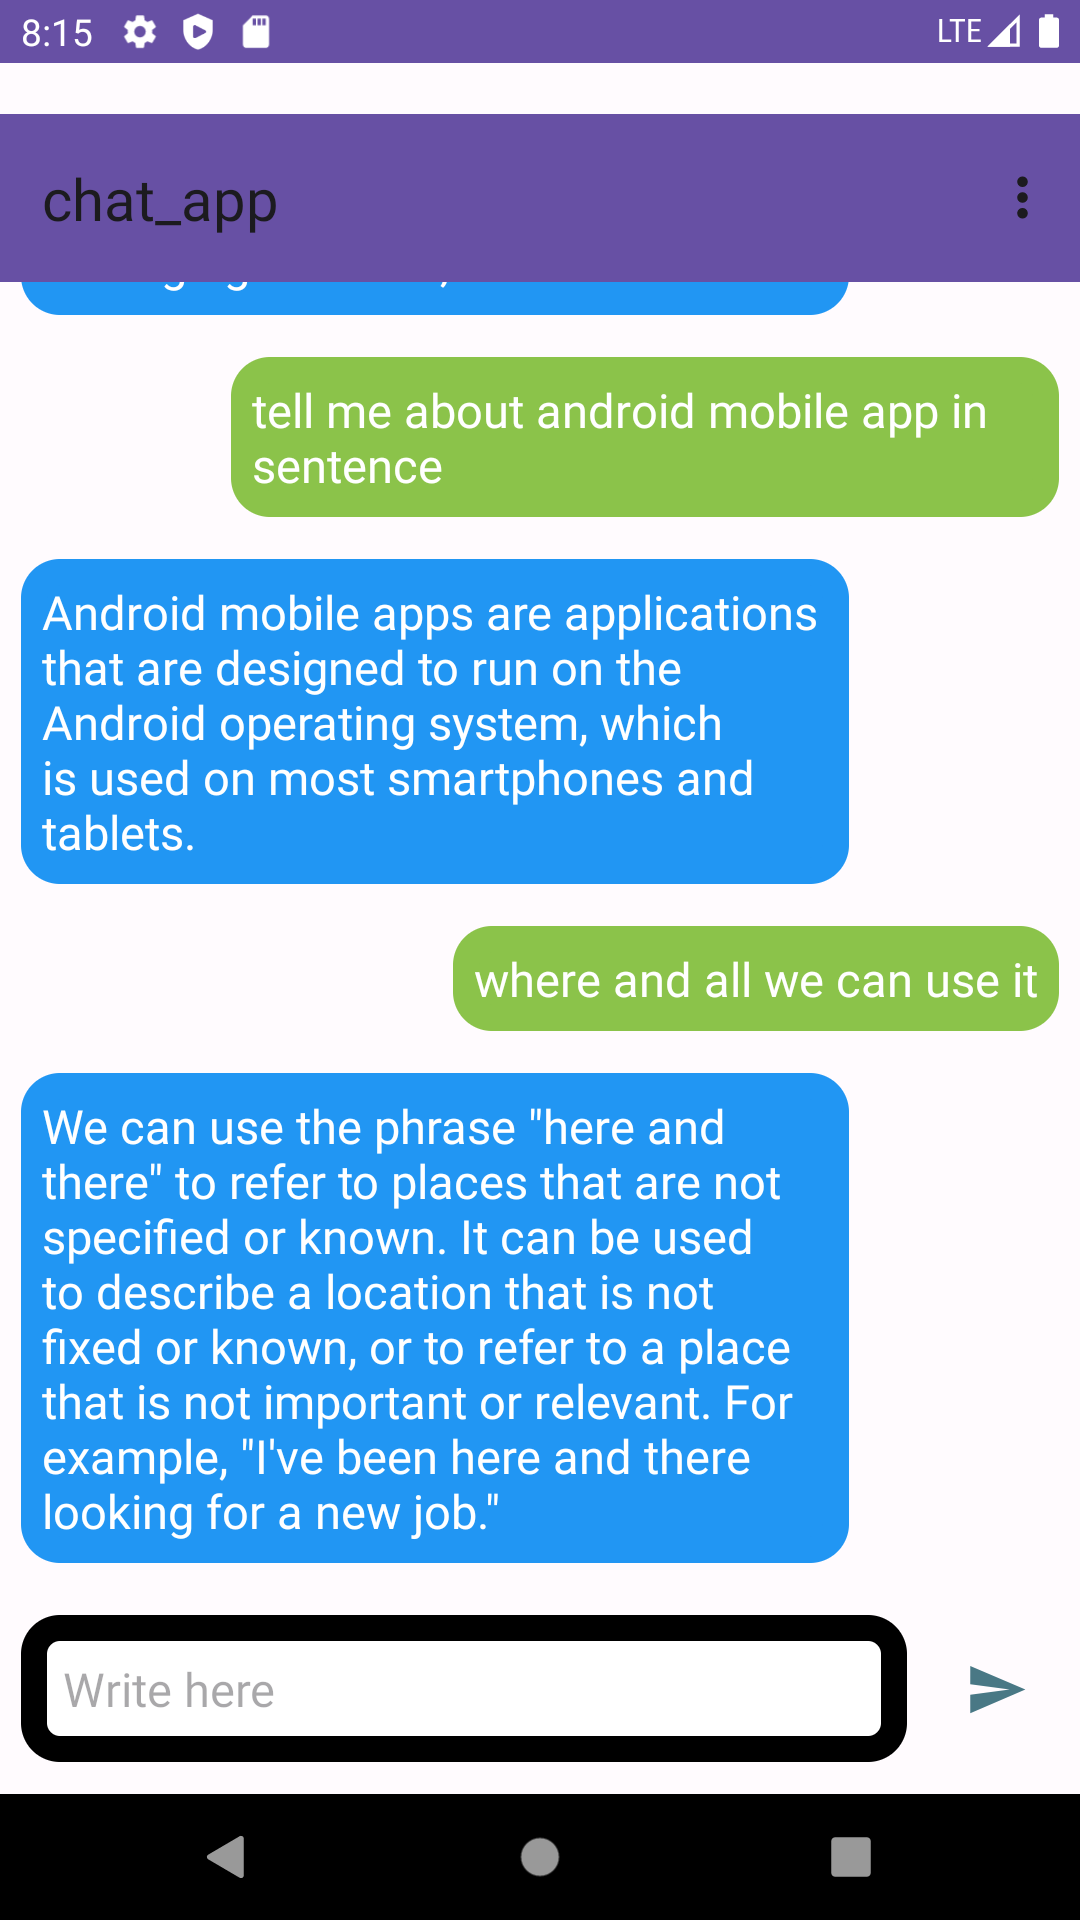 8:15
LTE
chat_app
tell me about android mobile app in
sentence
Android mobile apps are applications
that are designed to run on the
Android operating system, which
is used on most smartphones and
tablets.
where and all we can use it
We can use the phrase "here and
there" to refer to places that are not
specified or known. It can be used
to describe a location that is not
fixed or known, or to refer to a place
that is not important or relevant. For
example, "I've been here and there
looking for a new job."
Write here